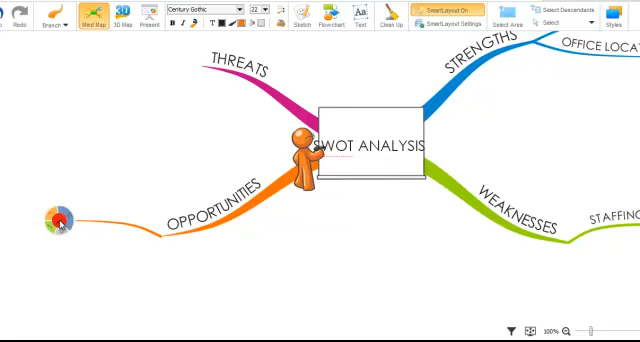 Century Gothic
22
SmartLayout On
Select Descendants
Redo
Branch
Mind Map
3D Map
Present
B
I
T
Sketch
Flowchart
Text
Clean Up
SmartLayout Settings
Select Area
Select
Styles
THREATS
STRENGTHS
OFFICE LOCAT
SWOT ANALYSIS
OPPORTUNITIES
WEAKNESSES
STAFFING
100%